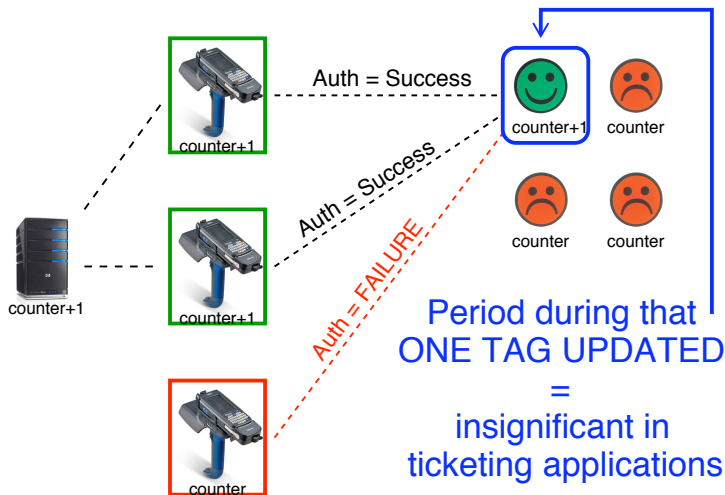 Auth = Success
counter+1
counter+1
counter
Auth = Success
counter
counter
counter+1
counter+1
Auth = FAILURE
Period during that
ONE TAG UPDATED
=
insignificant in
ticketing applications
counter